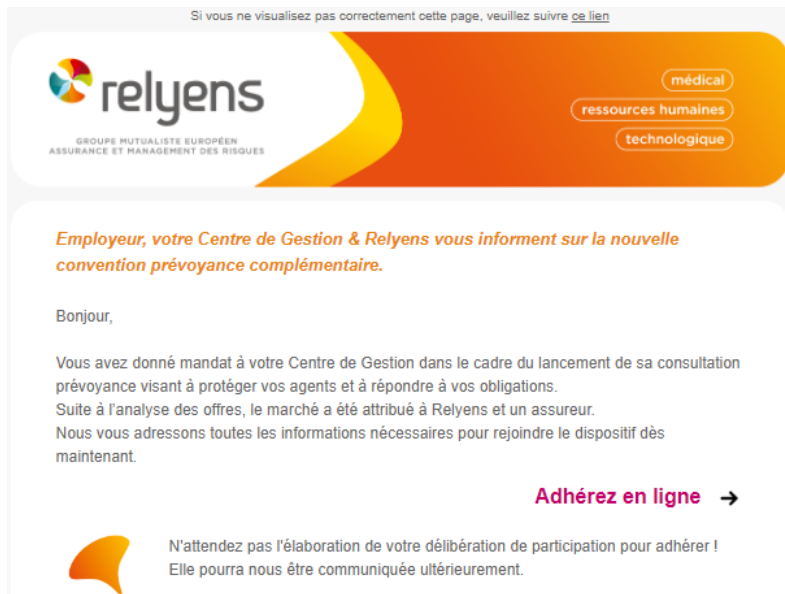 Si vous ne visualisez pas correctement cette page, veuillez suivre ce lien
relyens
GROUPE MUTUALISTE EUROPÉEN
ASSURANCE ET MANAGEMENT DES RISQUES
médical
ressources humaines
technologique
Employeur, votre Centre de Gestion & Relyens vous informent sur la nouvelle
convention prévoyance complémentaire.
Bonjour,
Vous avez donné mandat à votre Centre de Gestion dans le cadre du lancement de sa consultation
prévoyance visant à protéger vos agents et à répondre à vos obligations.
Suite à l'analyse des offres, le marché a été attribué à Relyens et un assureur.
Nous vous adressons toutes les informations nécessaires pour rejoindre le dispositif dès
maintenant.
Adhérez en ligne →
N'attendez pas l'élaboration de votre délibération de participation pour adhérer !
Elle pourra nous être communiquée ultérieurement.